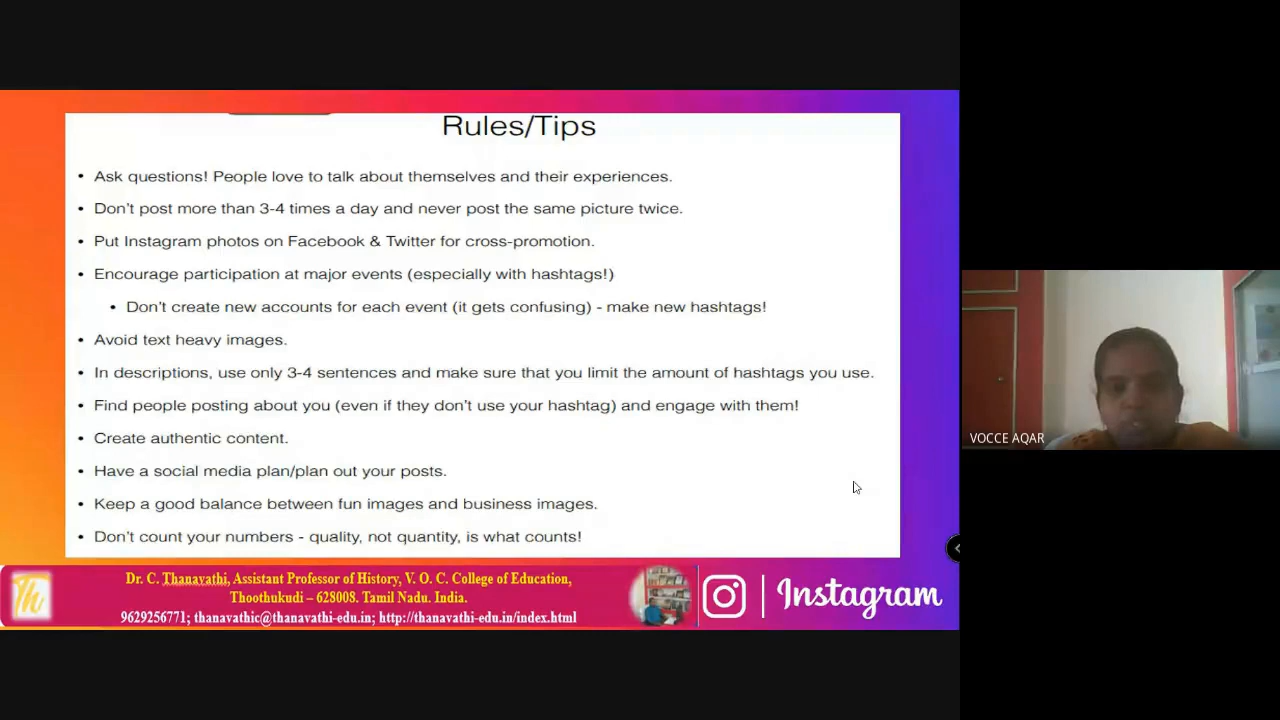 Rules/Tips
• Ask questions! People love to talk about themselves and their experiences.
• Don't post more than 3-4 times a day and never post the same picture twice.
• Put Instagram photos on Facebook & Twitter for cross-promotion.
• Encourage participation at major events (especially with hashtags!)
• Don't create new accounts for each event (it gets confusing) - make new hashtags!
• Avoid text heavy images.
• In descriptions, use only 3-4 sentences and make sure that you limit the amount of hashtags you use.
• Find people posting about you (even if they don't use your hashtag) and engage with them!
• Create authentic content.
• Have a social media plan/plan out your posts.
• Keep a good balance between fun images and business images.
• Don't count your numbers - quality, not quantity, is what counts!
Th
Dr. C. Thanavathi, Assistant Professor of History, V. O. C. College of Education,
Thoothukudi – 628008. Tamil Nadu. India.
9629256771; thanavathic@thanavathi-edu.in; http://thanavathi-edu.in/index.html
Instagram
VOCCE AQAR